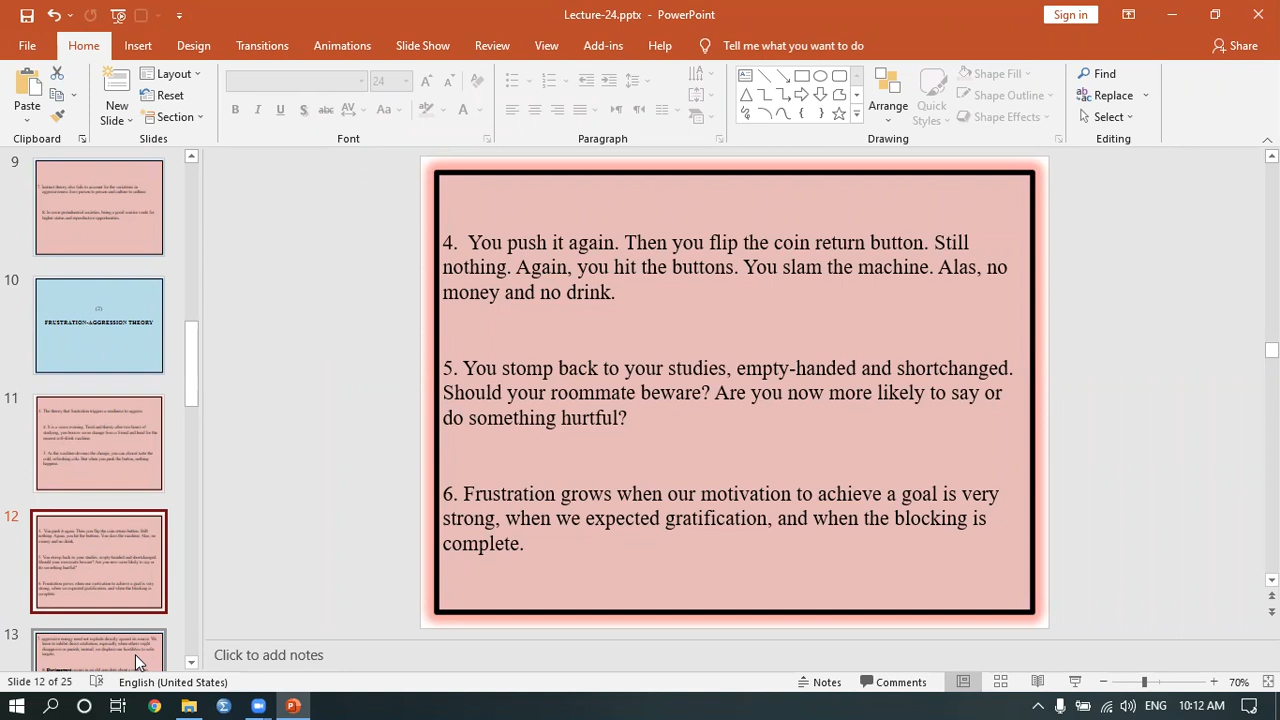 Lecture-24.pptx - PowerPoint
Sign in
File Home Insert Design Transitions Animations Slide Show Review View Add-ins Help Tell me what you want to do Share
Paste
New Slide
Layout
Reset
Section
24
Arrange
Quick Styles
Shape Fill
Shape Outline
Shape Effects
Find
Replace
Select
Clipboard Slides Font Paragraph Drawing Editing
9
10
(2)
FRUSTRATION-AGGRESSION THEORY
11
12
13
4. You push it again. Then you flip the coin return button. Still
nothing. Again, you hit the buttons. You slam the machine. Alas, no
money and no drink.
5. You stomp back to your studies, empty-handed and shortchanged.
Should your roommate beware? Are you now more likely to say or
do something hurtful?
6. Frustration grows when our motivation to achieve a goal is very
strong, when we expected gratification, and when the blocking is
complete.
Click to add notes
Slide 12 of 25 English (United States) Notes Comments 70%
ENG 10:12 AM